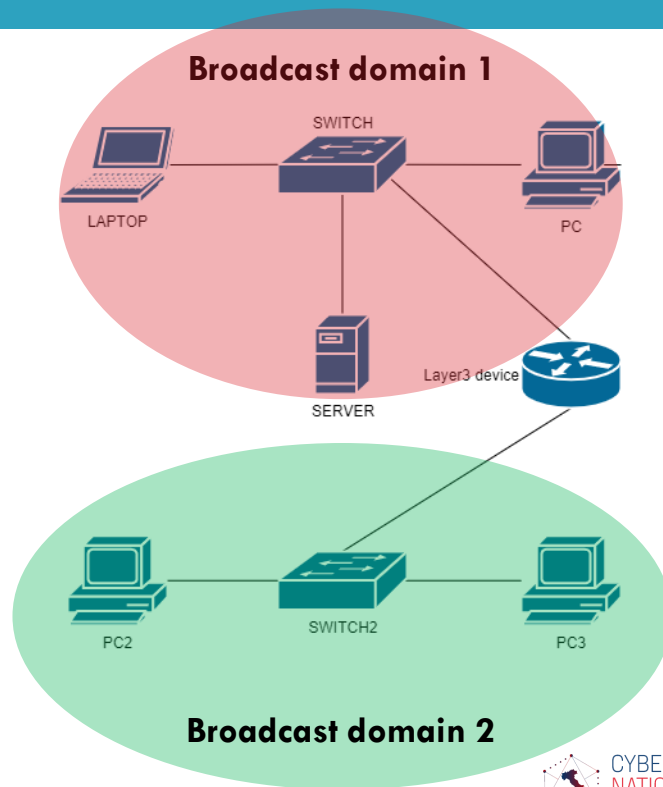 Broadcast domain 1
SWITCH
LAPTOP
PC
Layer3 device
SERVER
PC2
SWITCH2
PC3
Broadcast domain 2